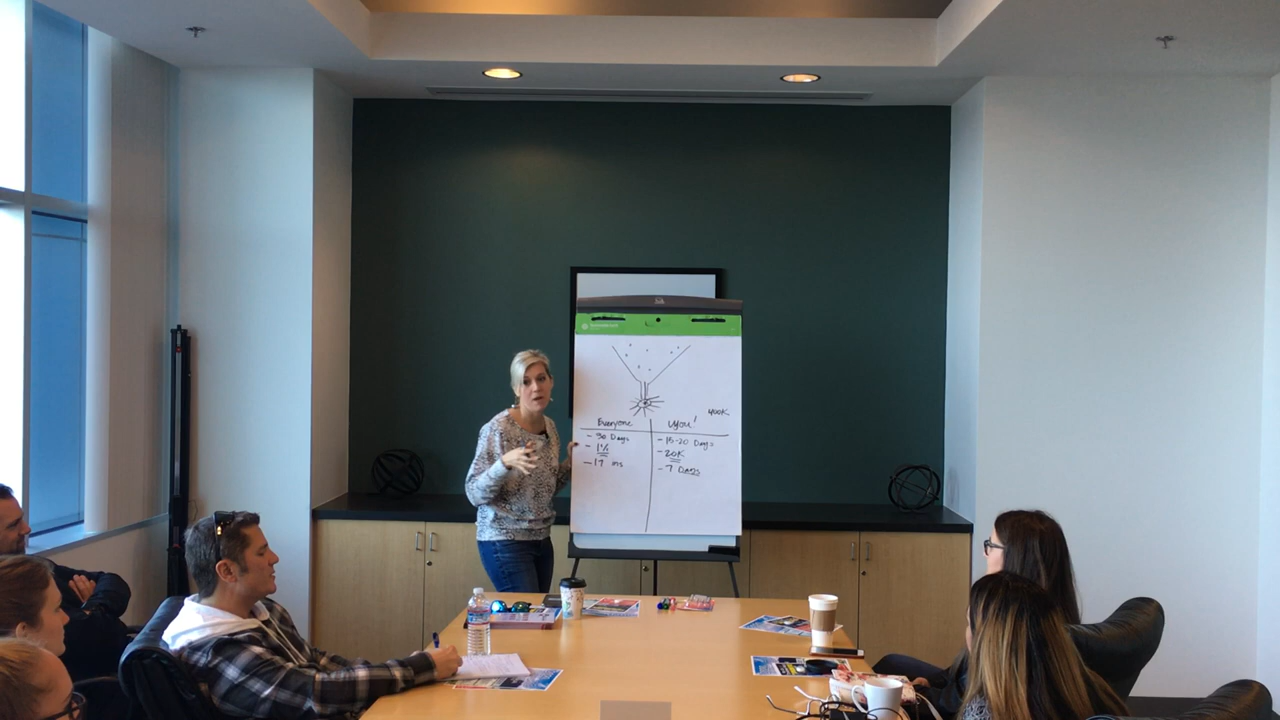 400K
Everyone
You!
- 30 Days
- 15-20 Days
- 1%
- 20K
- 17 ms
- 7 Days